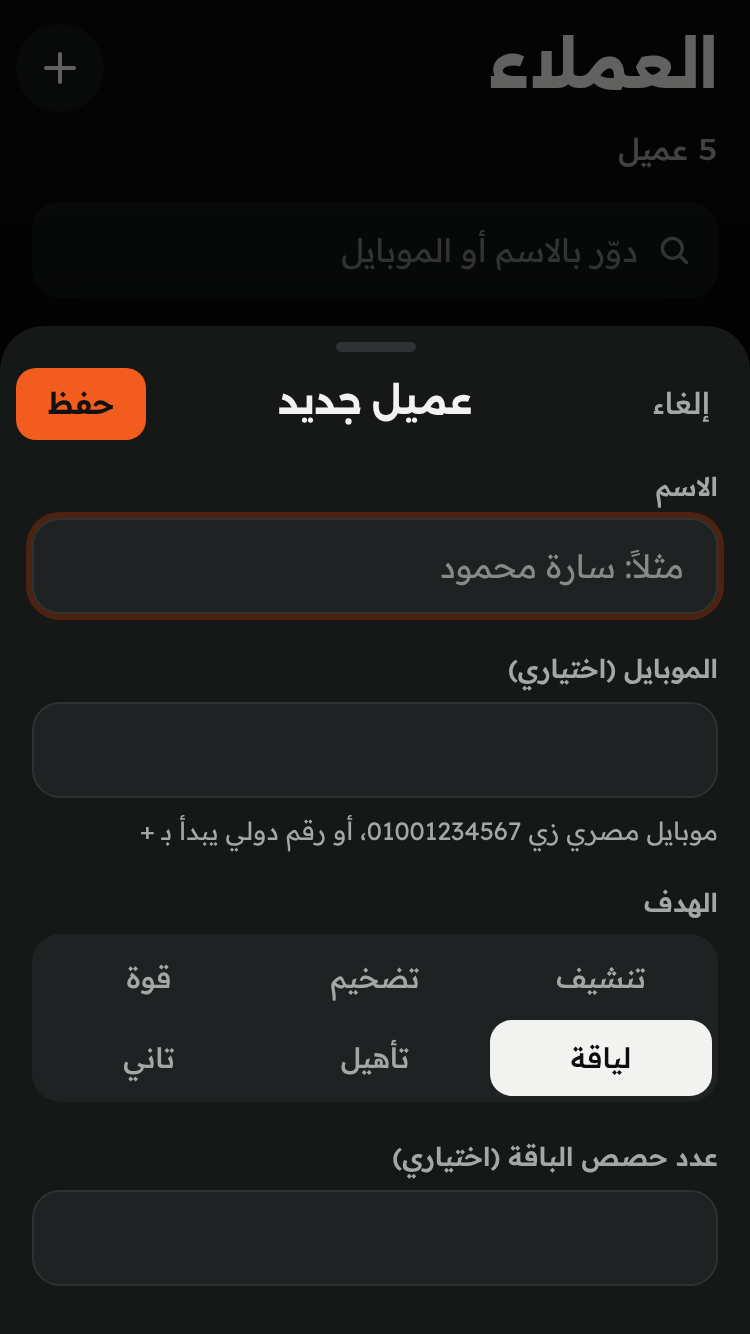 العملاء
5 عميل
دوّر بالاسم أو الموبايل
إلغاء
عميل جديد
حفظ
الاسم
مثلاً: سارة محمود
الموبايل (اختياري)
موبايل مصري زي 01001234567، أو رقم دولي يبدأ بـ +
الهدف
تنشيف
تضخيم
قوة
لياقة
تأهيل
تاني
عدد حصص الباقة (اختياري)